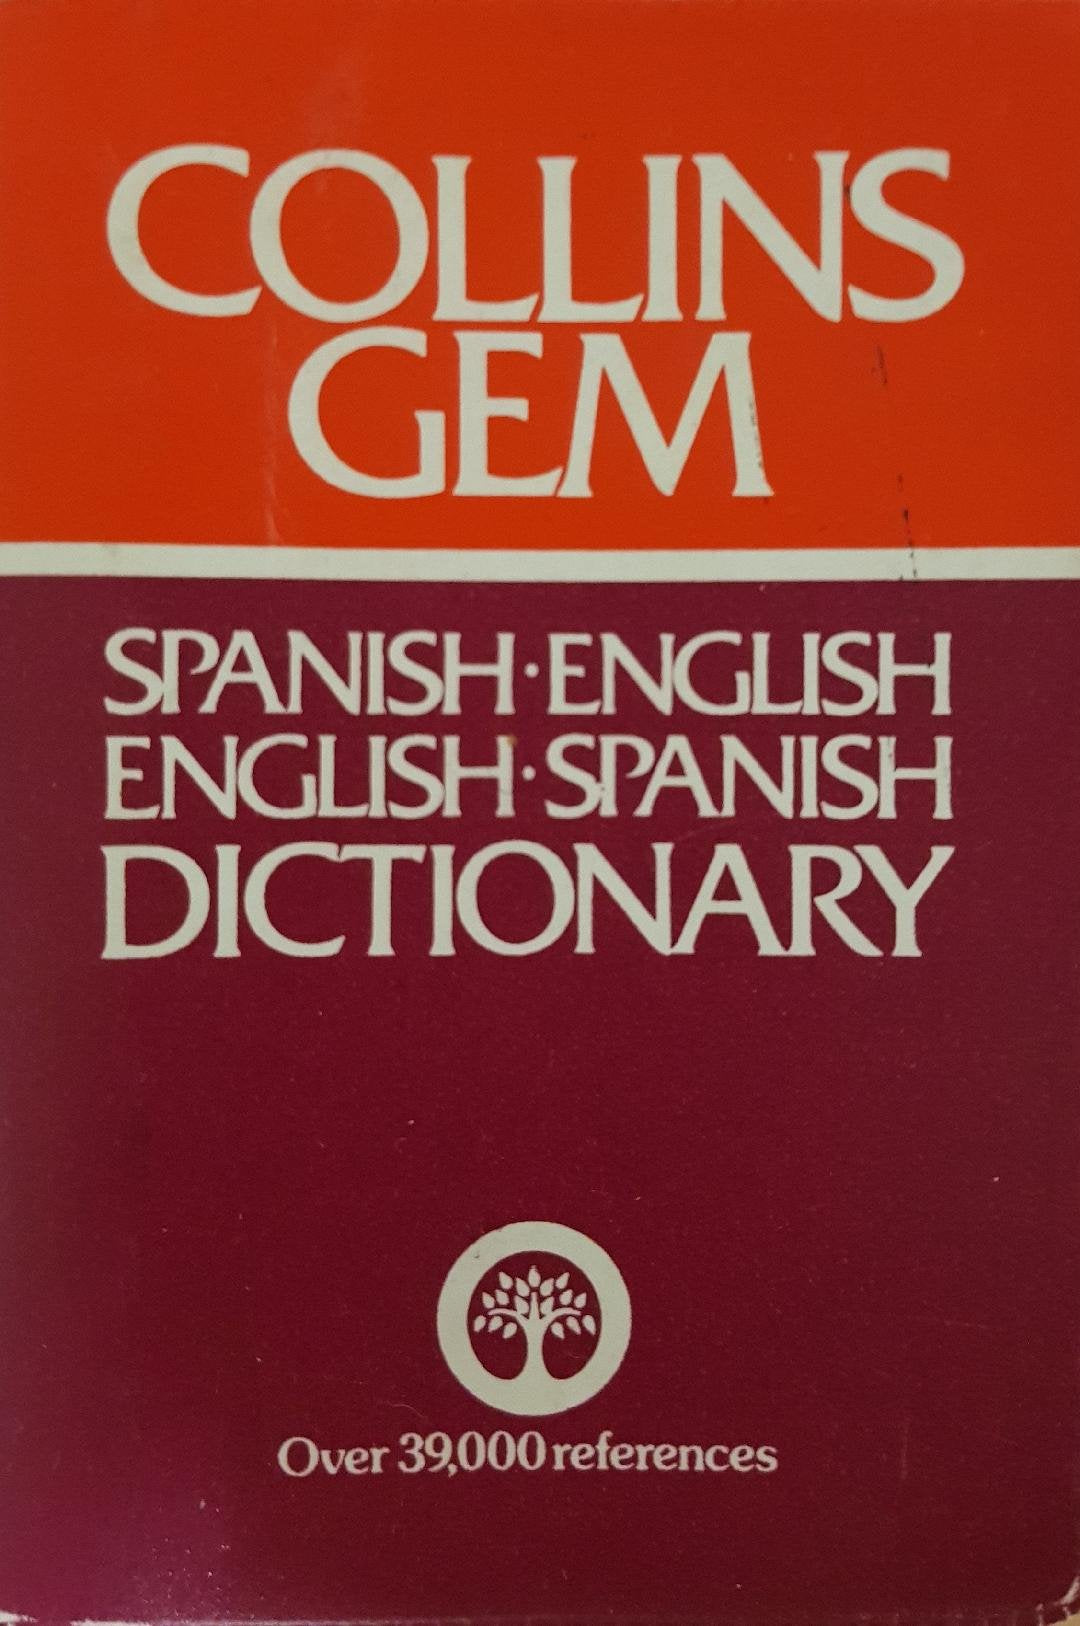 COLLINS
GEM
SPANISH·ENGLISH
ENGLISH·SPANISH
DICTIONARY
Over 39,000 references